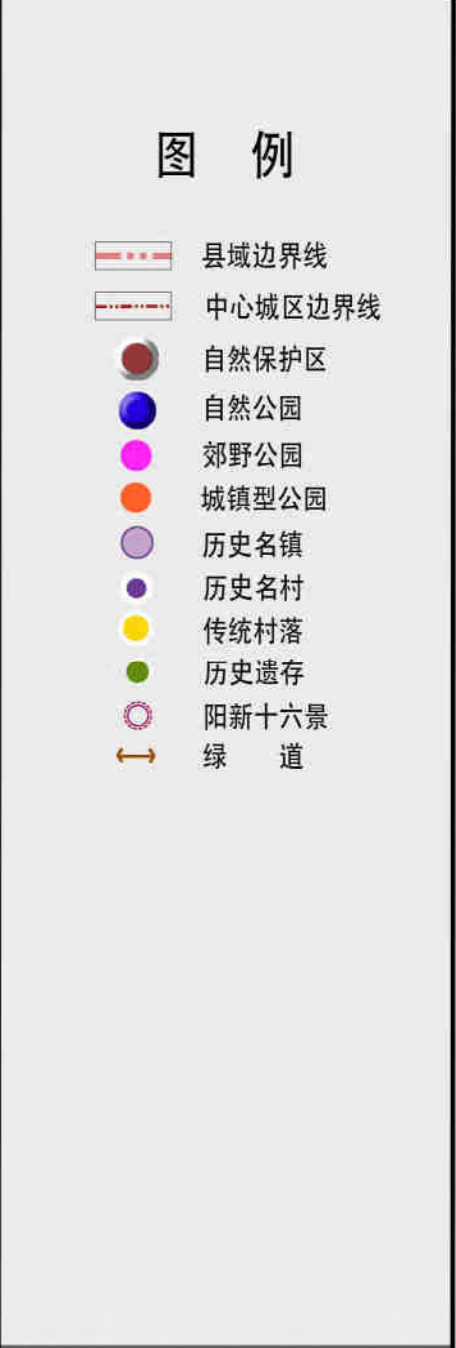 图 例
县域边界线
中心城区边界线
自然保护区
自然公园
郊野公园
城镇型公园
历史名镇
历史名村
传统村落
历史遗存
阳新十六景
绿 道